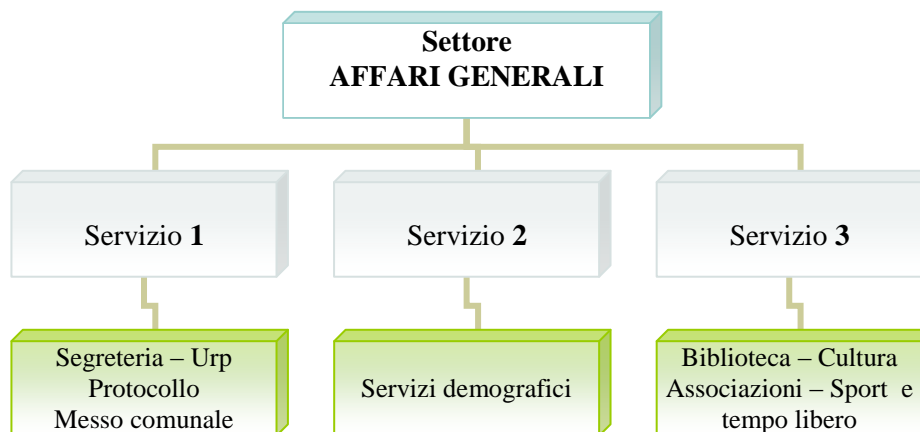 Settore
AFFARI GENERALI
Servizio 1
Servizio 2
Servizio 3
Segreteria – Urp
Protocollo
Messo comunale
Servizi demografici
Biblioteca – Cultura
Associazioni – Sport e
tempo libero